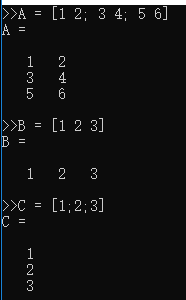 >>A = [1 2; 3 4; 5 6]
A =
1 2
3 4
5 6
>>B = [1 2 3]
B =
1 2 3
>>C = [1;2;3]
C =
1
2
3